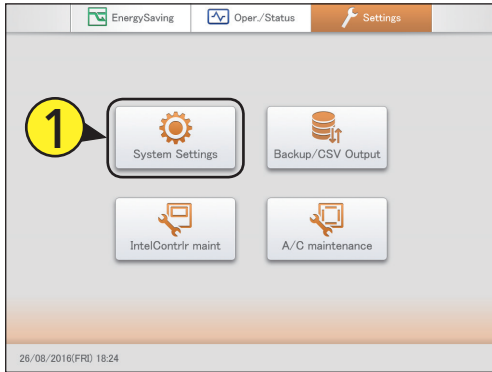 EnergySaving Oper./Status Settings
1
System Settings Backup/CSV Output
IntelContrlr maint A/C maintenance
26/08/2016(FRI) 18:24